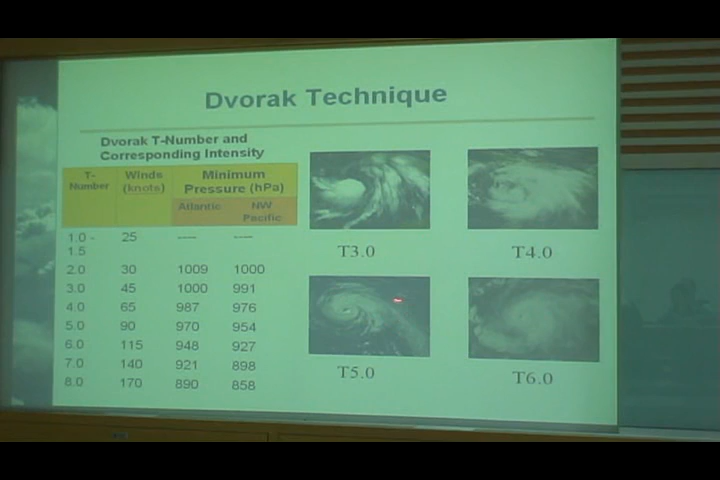 Dvorak Technique
Dvorak T-Number and
Corresponding Intensity
T-
Number
Winds
(knots)
Minimum
Pressure (hPa)
Atlantic
NW
Pacific
1.0 -
1.5
25
----
----
2.0 30 1009 1000
3.0 45 1000 991
4.0 65 987 976
5.0 90 970 954
6.0 115 948 927
7.0 140 921 898
8.0 170 890 858
T3.0
T4.0
T5.0
T6.0